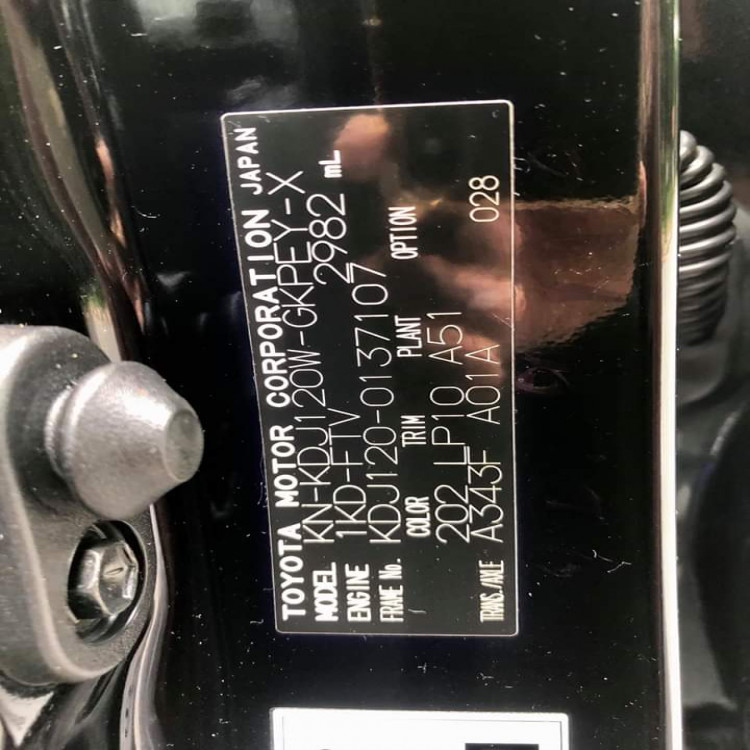 TOYOTA MOTOR CORPORATION JAPAN
MODEL KN-KDJ120W-GKPEY-X
ENGINE 1KD-FTV 2982 mL
FRAME No. KDJ120-0137107
COLOR TRIM PLANT OPTION
202 LP10 A51
TRANS./AXLE A343F A01A 028